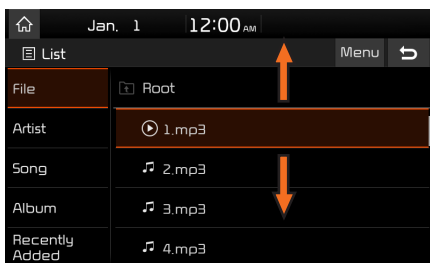 Jan. 1 12:00 AM
List Menu
File
Root
Artist
1.mp3
Song
2.mp3
Album
3.mp3
Recently
Added
4.mp3